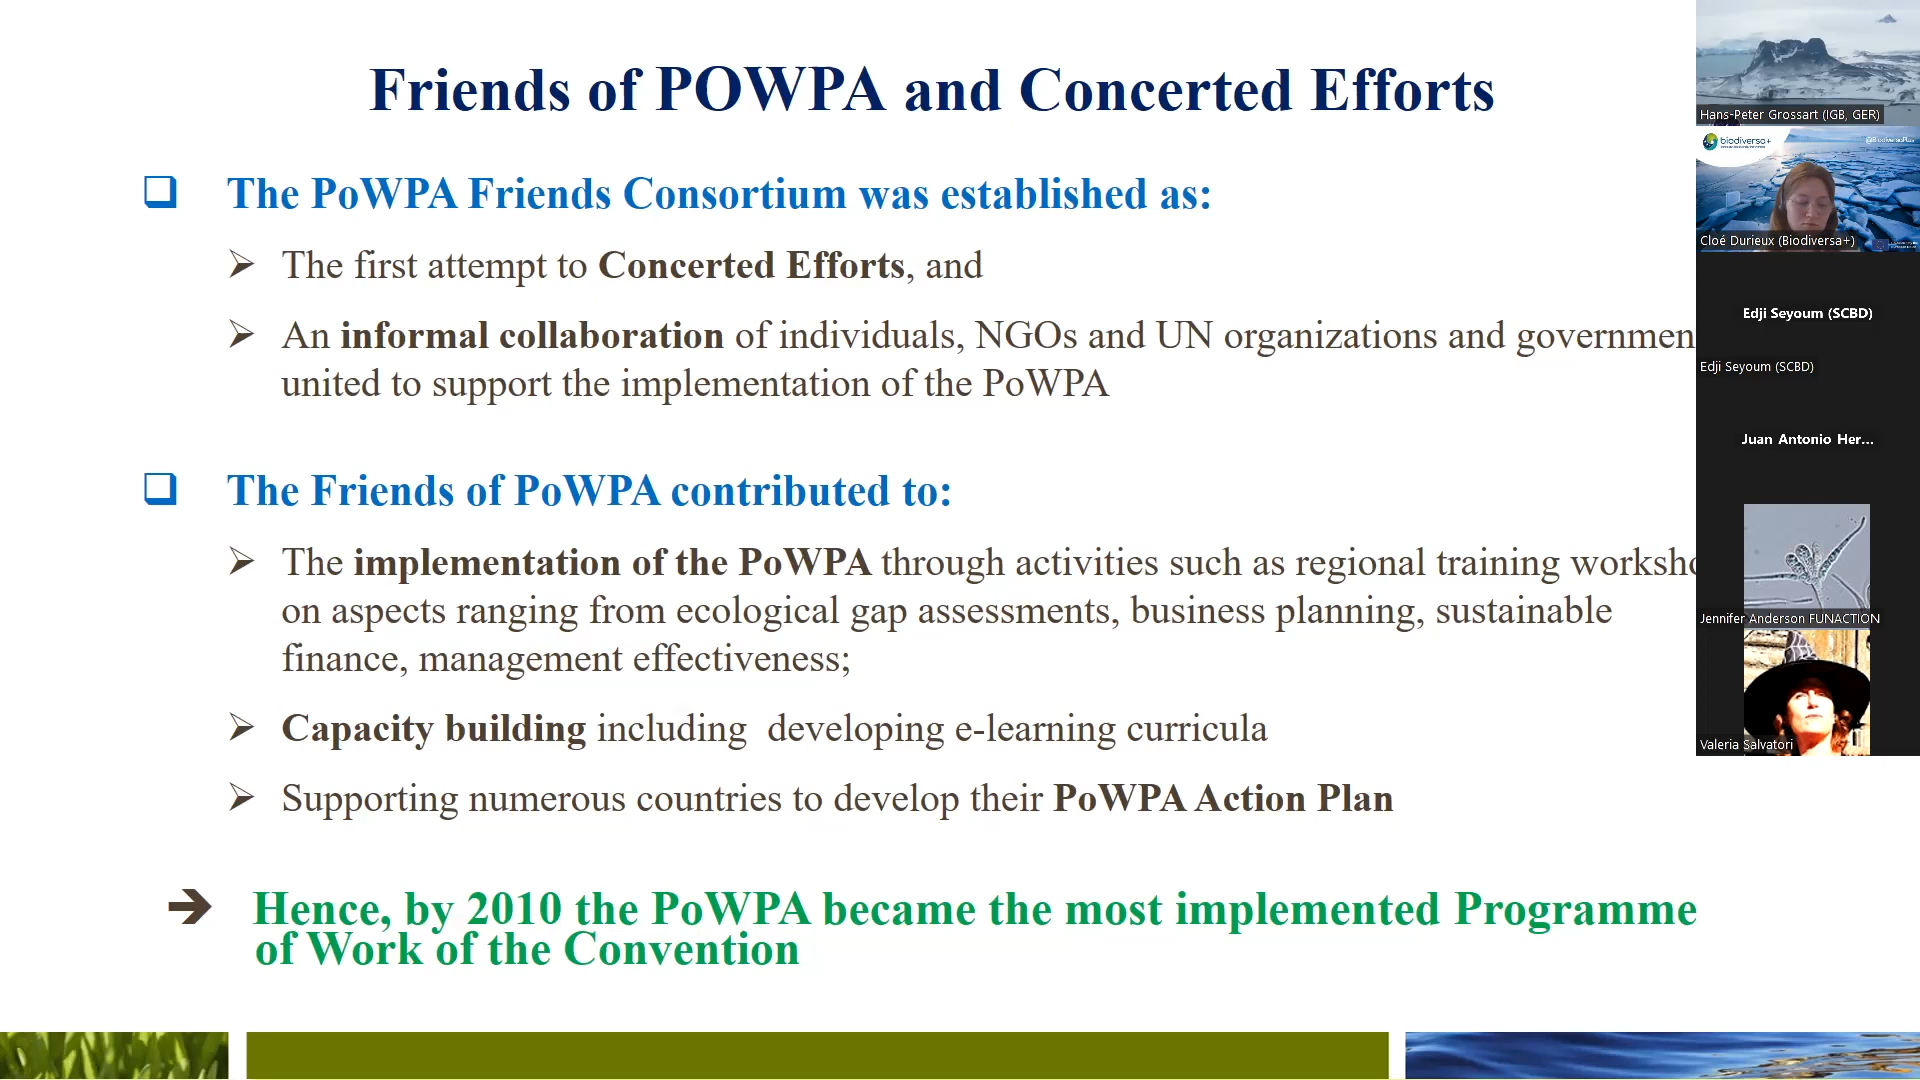 Friends of POWPA and Concerted Efforts
The PoWPA Friends Consortium was established as:
The first attempt to Concerted Efforts, and
An informal collaboration of individuals, NGOs and UN organizations and governmen
united to support the implementation of the PoWPA
The Friends of PoWPA contributed to:
The implementation of the PoWPA through activities such as regional training worksho
on aspects ranging from ecological gap assessments, business planning, sustainable
finance, management effectiveness;
Capacity building including developing e-learning curricula
Supporting numerous countries to develop their PoWPA Action Plan
Hence, by 2010 the PoWPA became the most implemented Programme
of Work of the Convention
Hans-Peter Grossart (IGB, GER)
biodiversa+
Cloé Durieux (Biodiversa+)
Edji Seyoum (SCBD)
Edji Seyoum (SCBD)
Juan Antonio Her...
Jennifer Anderson FUNACTION
Valeria Salvatori